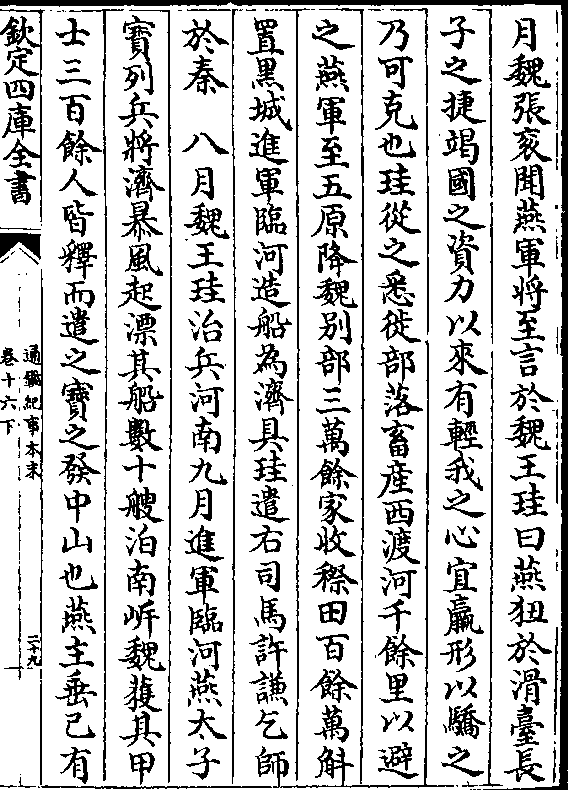 月魏張袞聞燕軍將至言於魏王珪曰燕狃於滑臺長
子之捷竭國之資力以來有輕我之心宜羸形以驕之
乃可克也珪從之悉徙部落畜産西渡河千餘里以避
之燕軍至五原降魏别部三萬餘家收穄田百餘萬斛
置黑城進軍臨河造船為濟具珪遣右司馬許謙乞師
於秦　八月魏王珪治兵河南九月進軍臨河燕太子
寶列兵將濟暴風起漂其船數十艘泊南岍魏獲其甲
士三百餘人皆釋而遣之寶之發中山也燕主垂已有
欽定四庫全書
通鑑紀事本末
卷十六下
二十九